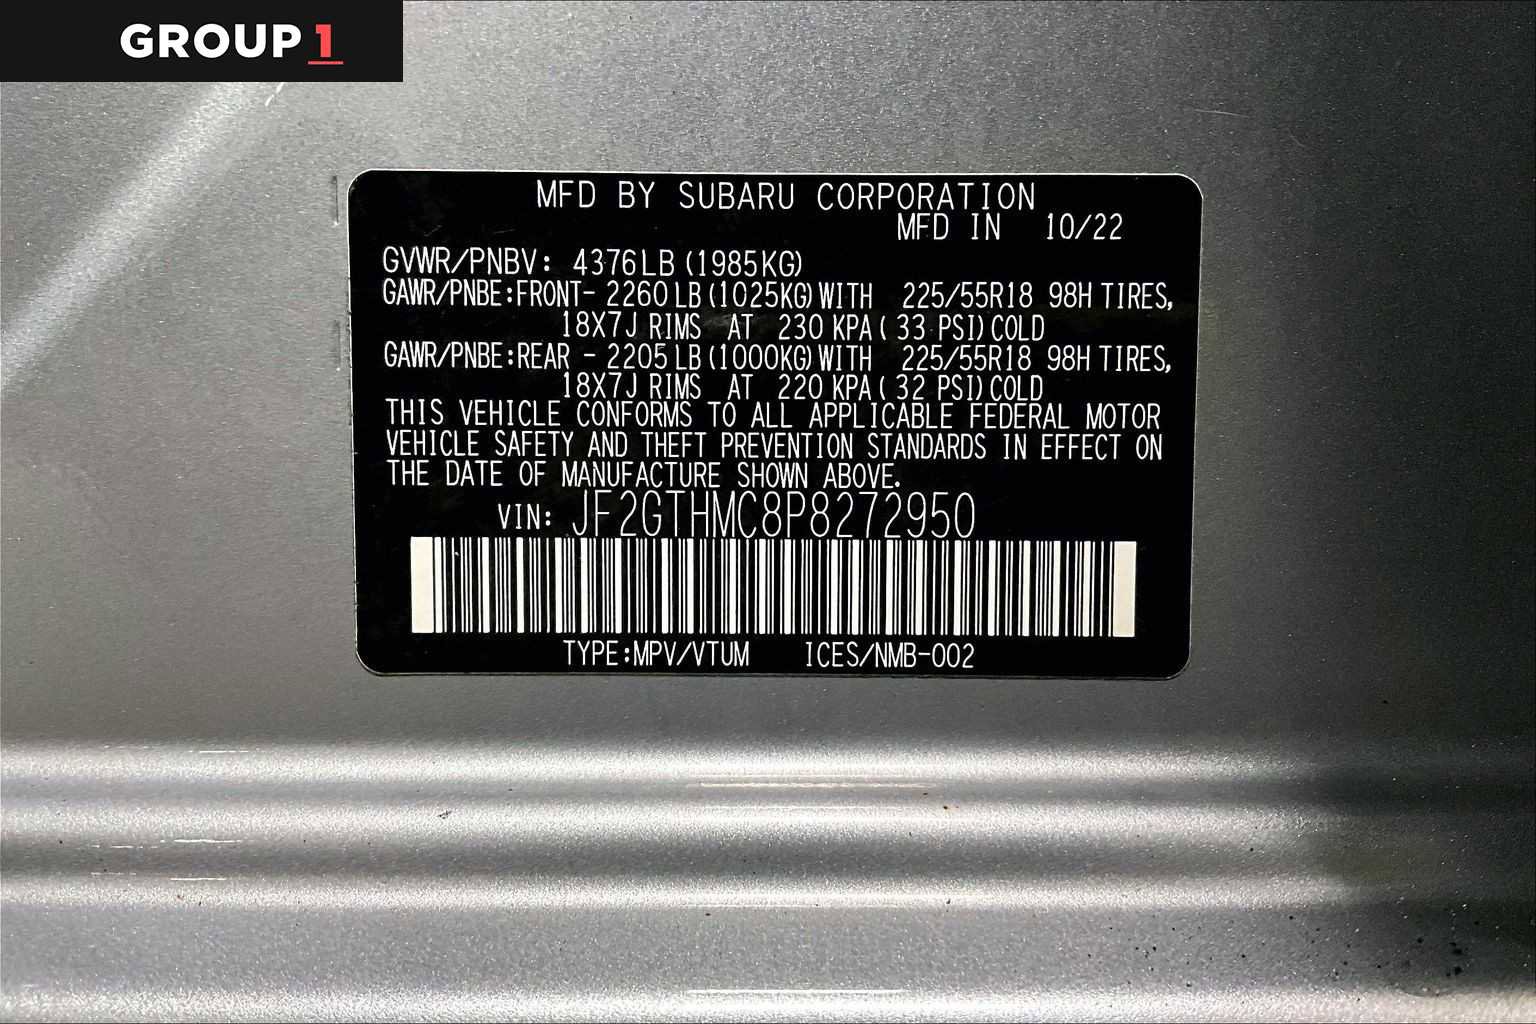 GROUP 1
MFD BY SUBARU CORPORATION
MFD IN 10/22
GVWR/PNBV: 4376LB (1985KG)
GAWR/PNBE:FRONT- 2260LB (1025KG) WITH 225/55R18 98H TIRES,
18X7J RIMS AT 230 KPA ( 33 PSI) COLD
GAWR/PNBE:REAR - 2205LB (1000KG) WITH 225/55R18 98H TIRES,
18X7J RIMS AT 220 KPA ( 32 PSI) COLD
THIS VEHICLE CONFORMS TO ALL APPLICABLE FEDERAL MOTOR
VEHICLE SAFETY AND THEFT PREVENTION STANDARDS IN EFFECT ON
THE DATE OF MANUFACTURE SHOWN ABOVE.
VIN: JF2GTHMC8P8272950
TYPE:MPV/VTUM ICES/NMB-002